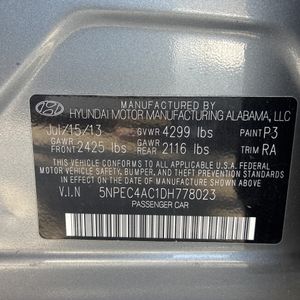 MANUFACTURED BY
HYUNDAI MOTOR MANUFACTURING ALABAMA, LLC
Jul/15/13 GVWR 4299 lbs PAINT P3
GAWR FRONT 2425 lbs GAWR REAR 2116 lbs TRIM RA
THIS VEHICLE CONFORMS TO ALL APPLICABLE U.S.A. FEDERAL
MOTOR VEHICLE SAFETY, BUMPER, AND THEFT PREVENTION
STANDARDS IN EFFECT ON THE DATE OF MANUFACTURE SHOWN ABOVE.
V.I.N 5NPEC4AC1DH778023
PASSENGER CAR